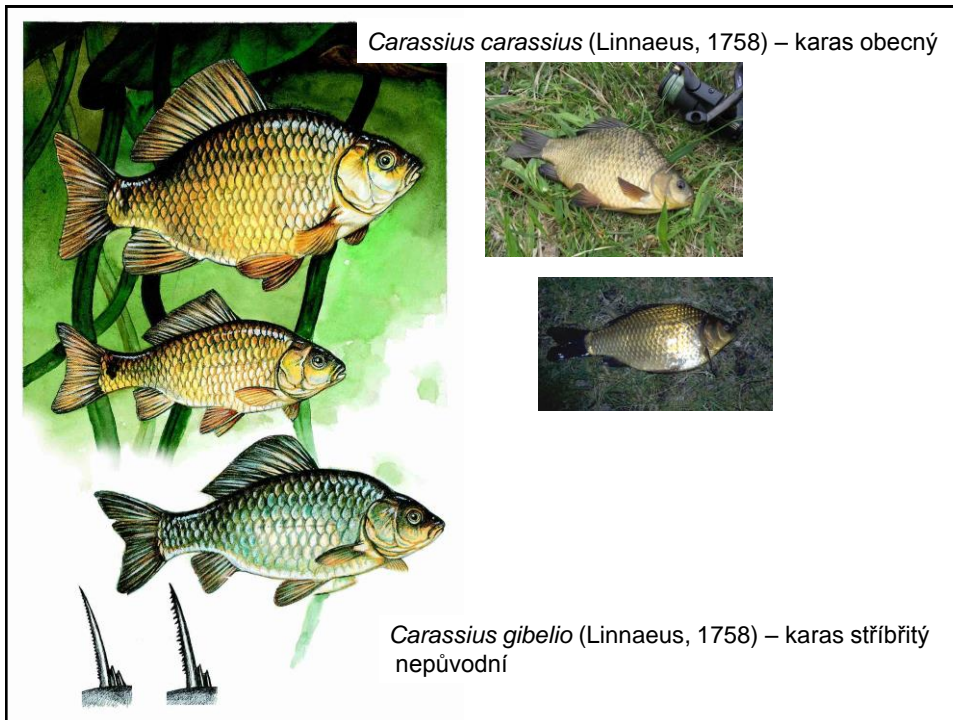 Carassius carassius (Linnaeus, 1758) – karas obecný
Carassius gibelio (Linnaeus, 1758) – karas stříbřitý
nepůvodní